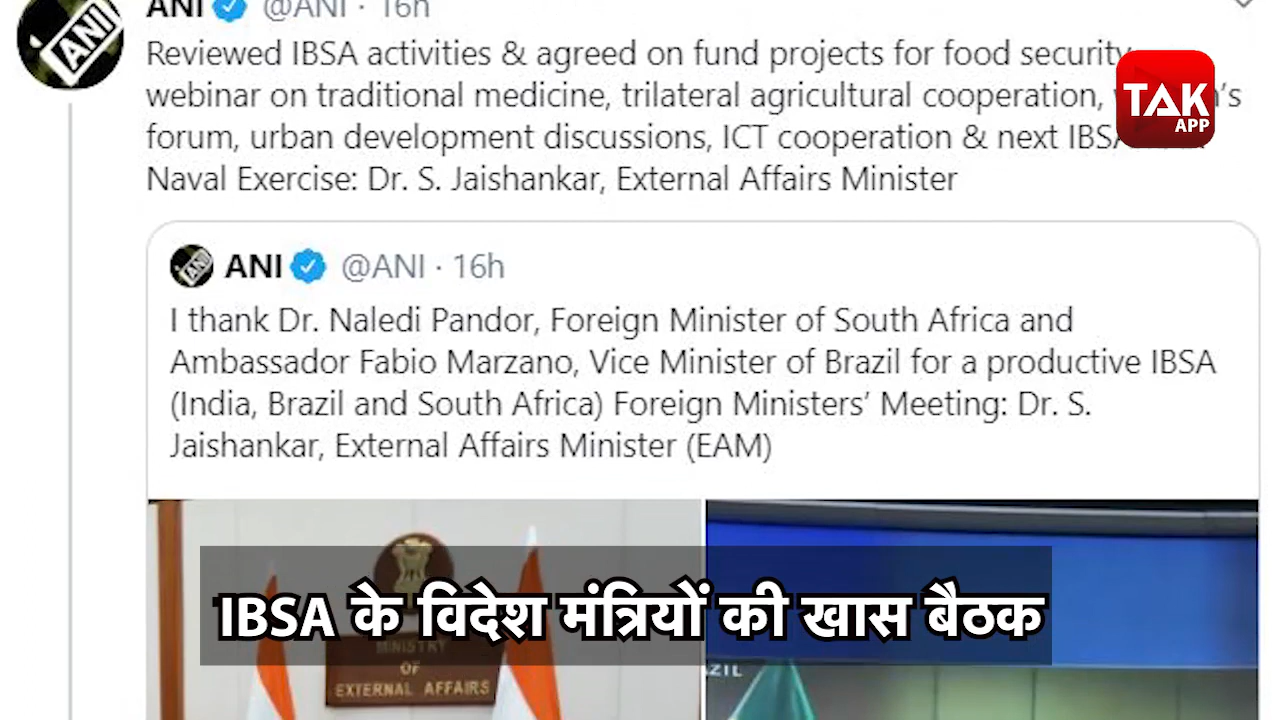 ANI @ANI · 16h
Reviewed IBSA activities & agreed on fund projects for food security,
webinar on traditional medicine, trilateral agricultural cooperation,
forum, urban development discussions, ICT cooperation & next IBSA
Naval Exercise: Dr. S. Jaishankar, External Affairs Minister
TAK
APP
ANI @ANI · 16h
I thank Dr. Naledi Pandor, Foreign Minister of South Africa and
Ambassador Fabio Marzano, Vice Minister of Brazil for a productive IBSA
(India, Brazil and South Africa) Foreign Ministers’ Meeting: Dr. S.
Jaishankar, External Affairs Minister (EAM)
IBSA के विदेश मंत्रियों की खास बैठक
MINISTRY
OF
EXTERNAL AFFAIRS